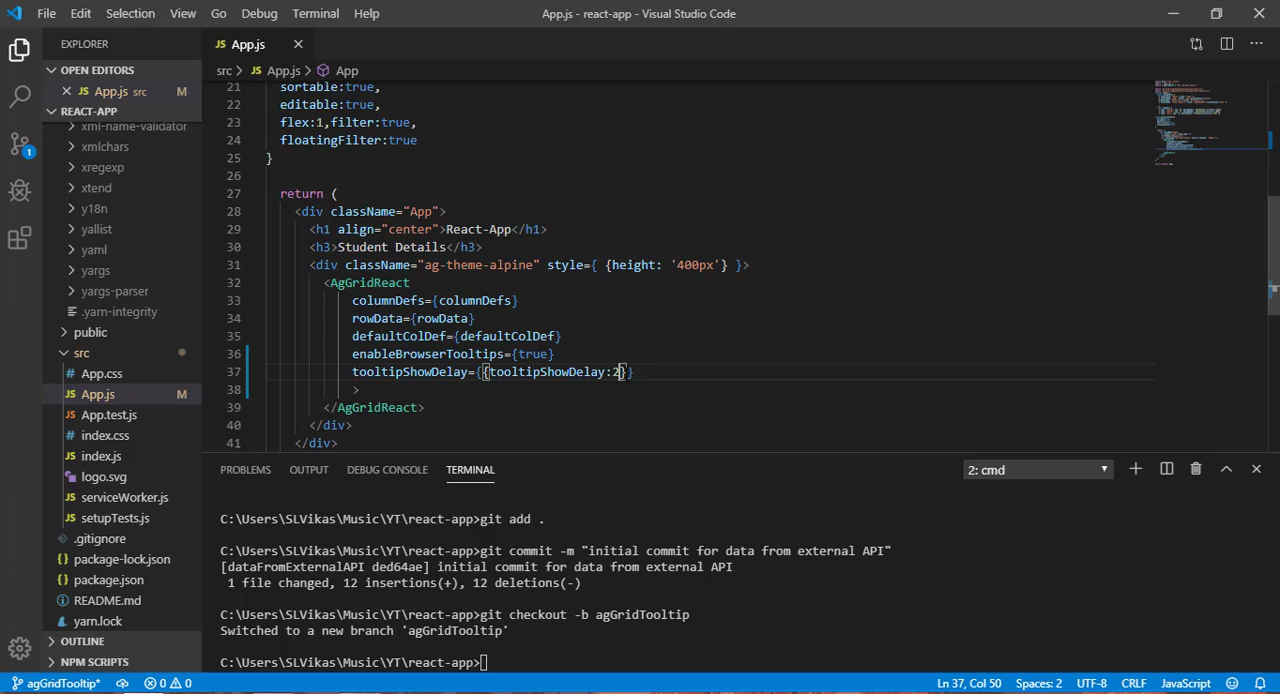 File Edit Selection View Go Debug Terminal Help App.js - react-app - Visual Studio Code
EXPLORER
OPEN EDITORS
JS App.js src M
REACT-APP
xml-name-validator
xmlchars
xregexp
xtend
y18n
yallist
yaml
yargs
yargs-parser
.yarn-integrity
public
src
App.css
JS App.js M
JS App.test.js
index.css
JS index.js
logo.svg
JS serviceWorker.js
JS setupTests.js
.gitignore
{} package-lock.json
{} package.json
README.md
yarn.lock
OUTLINE
NPM SCRIPTS
1
JS App.js
src > JS App.js > App
21 sortable:true,
22 editable:true,
23 flex:1,filter:true,
24 floatingFilter:true
25 }
26
27 return (
28 <div className="App">
29 <h1 align="center">React-App</h1>
30 <h3>Student Details</h3>
31 <div className="ag-theme-alpine" style={ {height: '400px'} }>
32 <AgGridReact
33 columnDefs={columnDefs}
34 rowData={rowData}
35 defaultColDef={defaultColDef}
36 enableBrowserTooltips={true}
37 tooltipShowDelay={{tooltipShowDelay:2}}
38 >
39 </AgGridReact>
40 </div>
41 </div>
PROBLEMS OUTPUT DEBUG CONSOLE TERMINAL 2: cmd
C:\Users\SLVikas\Music\YT\react-app>git add .
C:\Users\SLVikas\Music\YT\react-app>git commit -m "initial commit for data from external API"
[dataFromExternalAPI ded64ae] initial commit for data from external API
1 file changed, 12 insertions(+), 12 deletions(-)
C:\Users\SLVikas\Music\YT\react-app>git checkout -b agGridTooltip
Switched to a new branch 'agGridTooltip'
C:\Users\SLVikas\Music\YT\react-app>
agGridTooltip* 0 0 Ln 37, Col 50 Spaces: 2 UTF-8 CRLF JavaScript